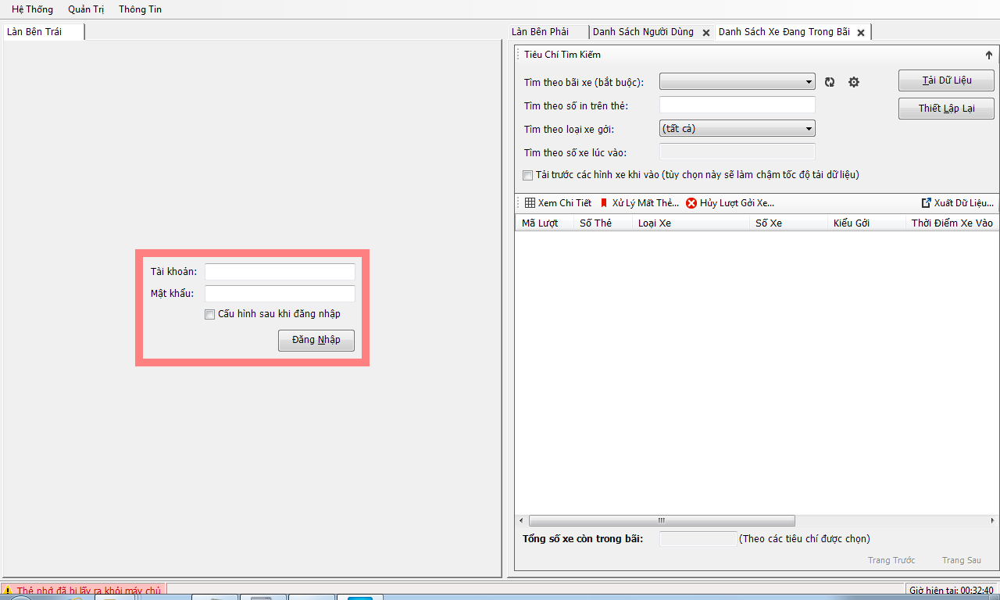 Hệ Thống Quản Trị Thông Tin
Làn Bên Trái
Tài khoản:
Mật khẩu:
Cấu hình sau khi đăng nhập
Đăng Nhập
Làn Bên Phải Danh Sách Người Dùng Danh Sách Xe Đang Trong Bãi
Tiêu Chí Tìm Kiếm
Tìm theo bãi xe (bắt buộc): Tải Dữ Liệu
Tìm theo số in trên thẻ: Thiết Lập Lại
Tìm theo loại xe gởi: (tất cả)
Tìm theo số xe lúc vào:
Tải trước các hình xe khi vào (tùy chọn này sẽ làm chậm tốc độ tải dữ liệu)
Xem Chi Tiết Xử Lý Mất Thẻ... Hủy Lượt Gởi Xe... Xuất Dữ Liệu...
Mã Lượt Số Thẻ Loại Xe Số Xe Kiểu Gởi Thời Điểm Xe Vào
Tổng số xe còn trong bãi: (Theo các tiêu chí được chọn)
Trang Trước Trang Sau
Thẻ nhớ đã bị lấy ra khỏi máy chủ Giờ hiện tại: 00:32:40